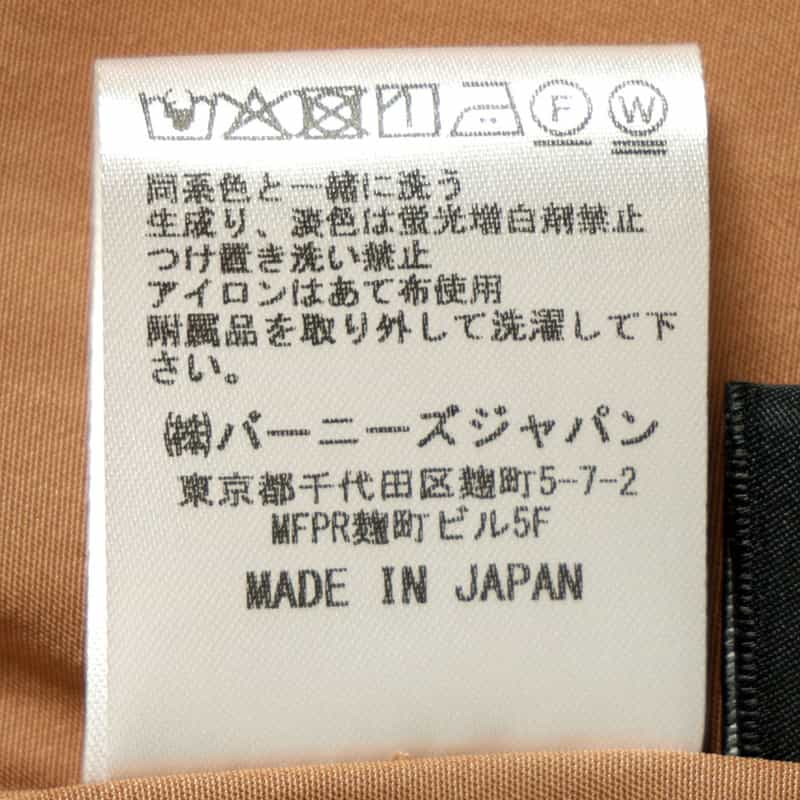 F W
同系色と一緒に洗う
生成り、淡色は蛍光増白剤禁止
つけ置き洗い禁止
アイロンはあて布使用
附属品を取り外して洗濯して下
さい。
㈱バーニーズジャパン
東京都千代田区麹町5-7-2
MFPR麹町ビル5F
MADE IN JAPAN